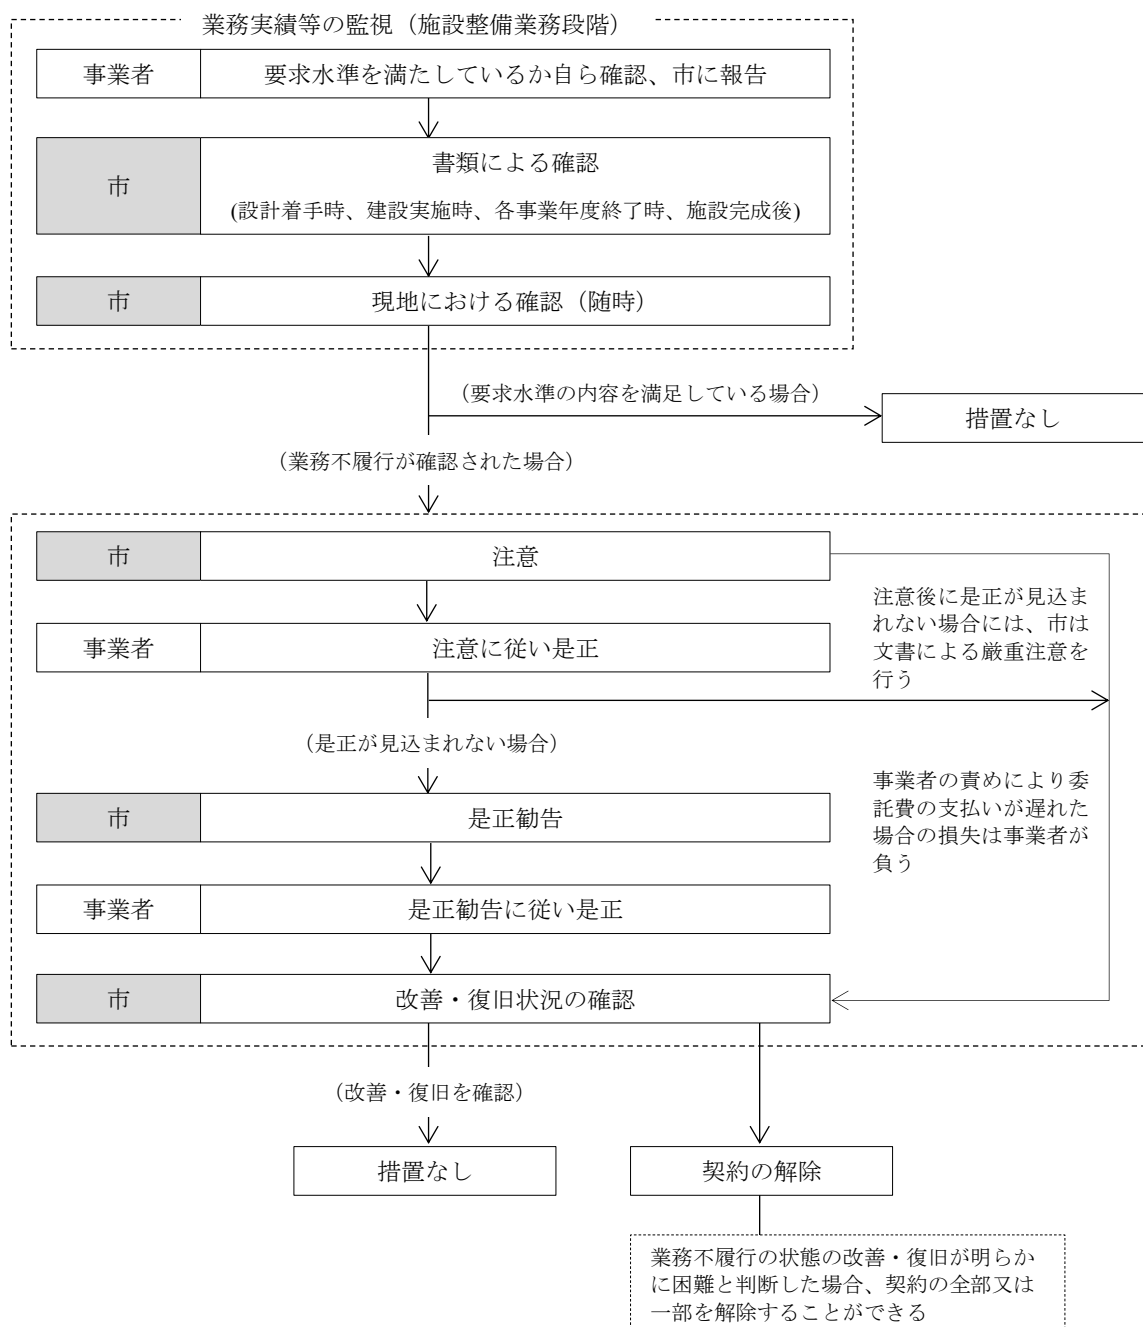 業務実績等の監視（施設整備業務段階）
事業者
要求水準を満たしているか自ら確認、市に報告
市
書類による確認
(設計着手時、建設実施時、各事業年度終了時、施設完成後)
市
現地における確認（随時）
（要求水準の内容を満足している場合）
措置なし
（業務不履行が確認された場合）
市
注意
注意後に是正が見込ま
れない場合には、市は
文書による厳重注意を
行う
事業者
注意に従い是正
（是正が見込まれない場合）
事業者の責めにより委
託費の支払いが遅れた
場合の損失は事業者が
負う
市
是正勧告
事業者
是正勧告に従い是正
市
改善・復旧状況の確認
（改善・復旧を確認）
措置なし
契約の解除
業務不履行の状態の改善・復旧が明らか
に困難と判断した場合、契約の全部又は
一部を解除することができる